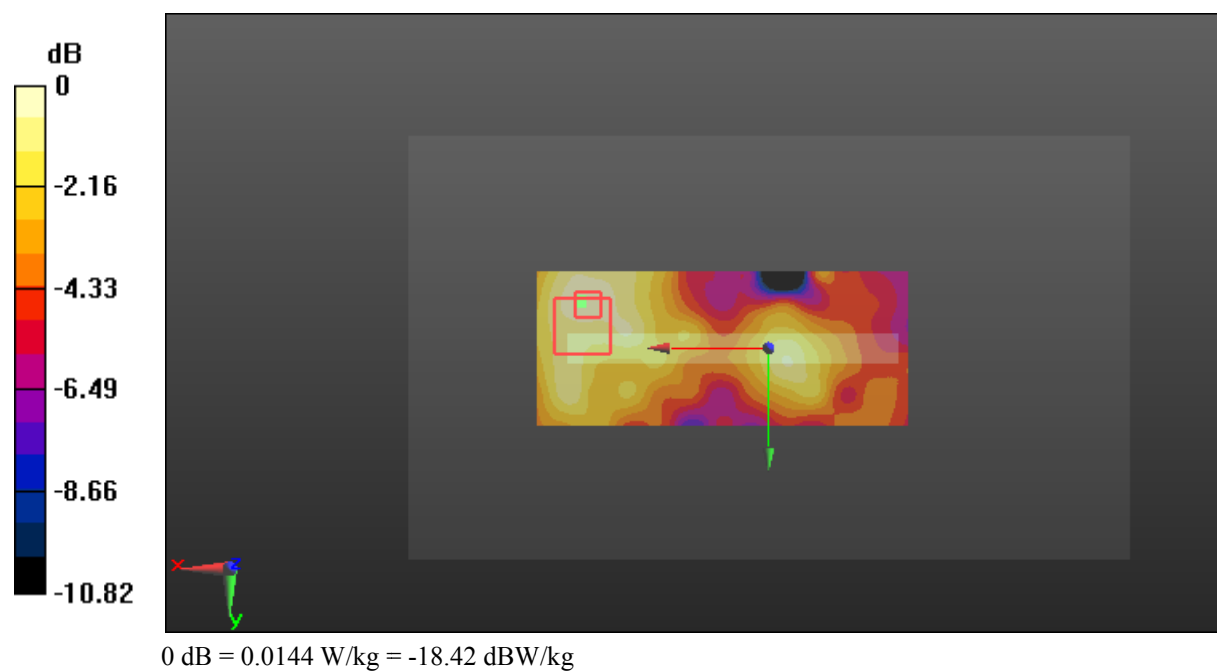 dB
0
-2.16
-4.33
-6.49
-8.66
-10.82
x
z
y
0 dB = 0.0144 W/kg = -18.42 dBW/kg